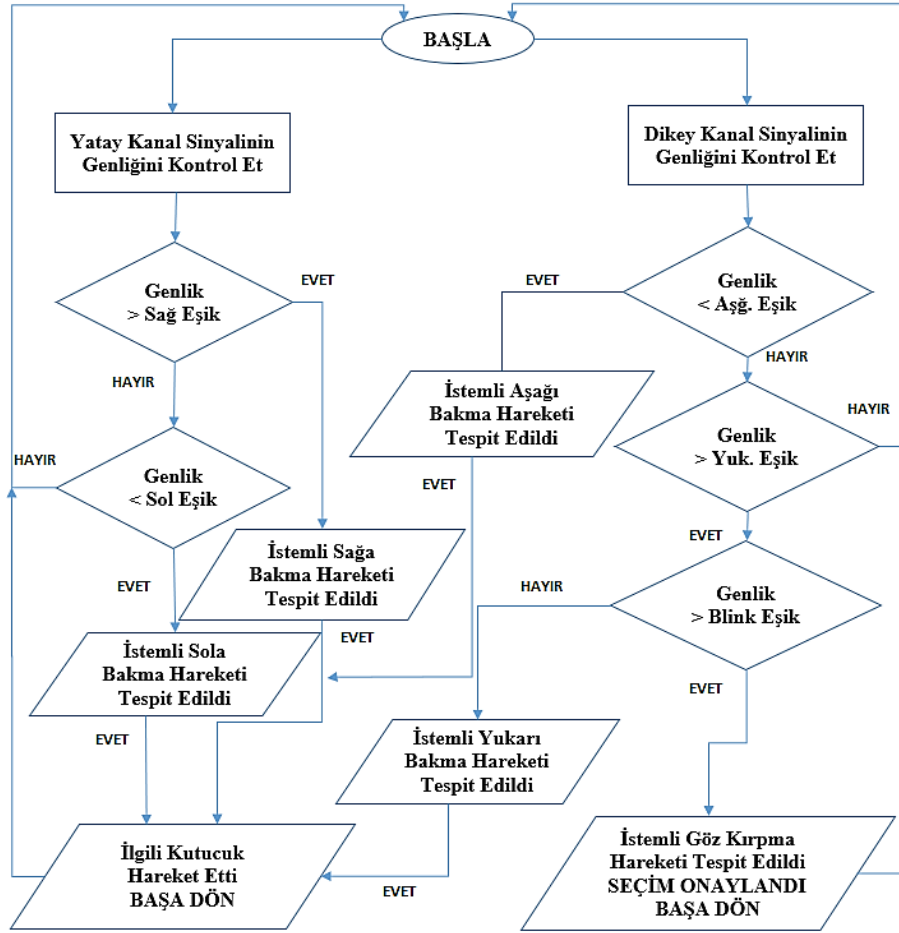 BAŞLA
Yatay Kanal Sinyalinin
Genliğini Kontrol Et
Dikey Kanal Sinyalinin
Genliğini Kontrol Et
EVET
Genlik
> Sağ Eşik
EVET
Genlik
< Aşğ. Eşik
HAYIR
HAYIR
İstemli Aşağı
Bakma Hareketi
Tespit Edildi
HAYIR
Genlik
> Yuk. Eşik
HAYIR
Genlik
< Sol Eşik
EVET
EVET
EVET
İstemli Sağa
Bakma Hareketi
Tespit Edildi
HAYIR
Genlik
> Blink Eşik
EVET
İstemli Sola
Bakma Hareketi
Tespit Edildi
EVET
EVET
İstemli Yukarı
Bakma Hareketi
Tespit Edildi
İlgili Kutucuk
Hareket Etti
BAŞA DÖN
EVET
İstemli Göz Kırpma
Hareketi Tespit Edildi
SEÇİM ONAYLANDI
BAŞA DÖN